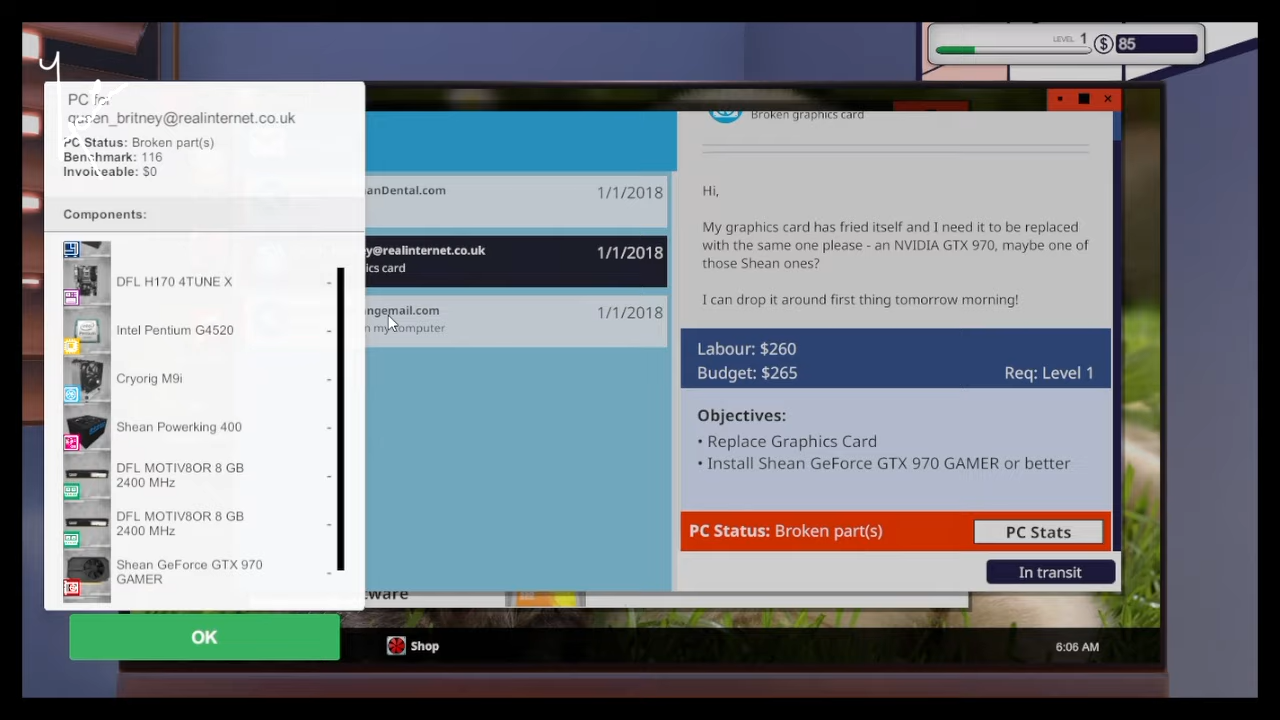 LEVEL 1 $ 85
PC for
queen_britney@realinternet.co.uk
PC Status: Broken part(s)
Benchmark: 116
Invoiceable: $0
Components:
DFL H170 4TUNE X -
Intel Pentium G4520 -
Cryorig M9i -
Shean Powerking 400 -
DFL MOTIV8OR 8 GB
2400 MHz -
DFL MOTIV8OR 8 GB
2400 MHz -
Shean GeForce GTX 970
GAMER -
OK
anDental.com 1/1/2018
y@realinternet.co.uk 1/1/2018
ics card
angemail.com 1/1/2018
n my computer
Broken graphics card
Hi,
My graphics card has fried itself and I need it to be replaced
with the same one please - an NVIDIA GTX 970, maybe one of
those Shean ones?
I can drop it around first thing tomorrow morning!
Labour: $260
Budget: $265 Req: Level 1
Objectives:
• Replace Graphics Card
• Install Shean GeForce GTX 970 GAMER or better
PC Status: Broken part(s) PC Stats
In transit
ware
Shop
6:06 AM